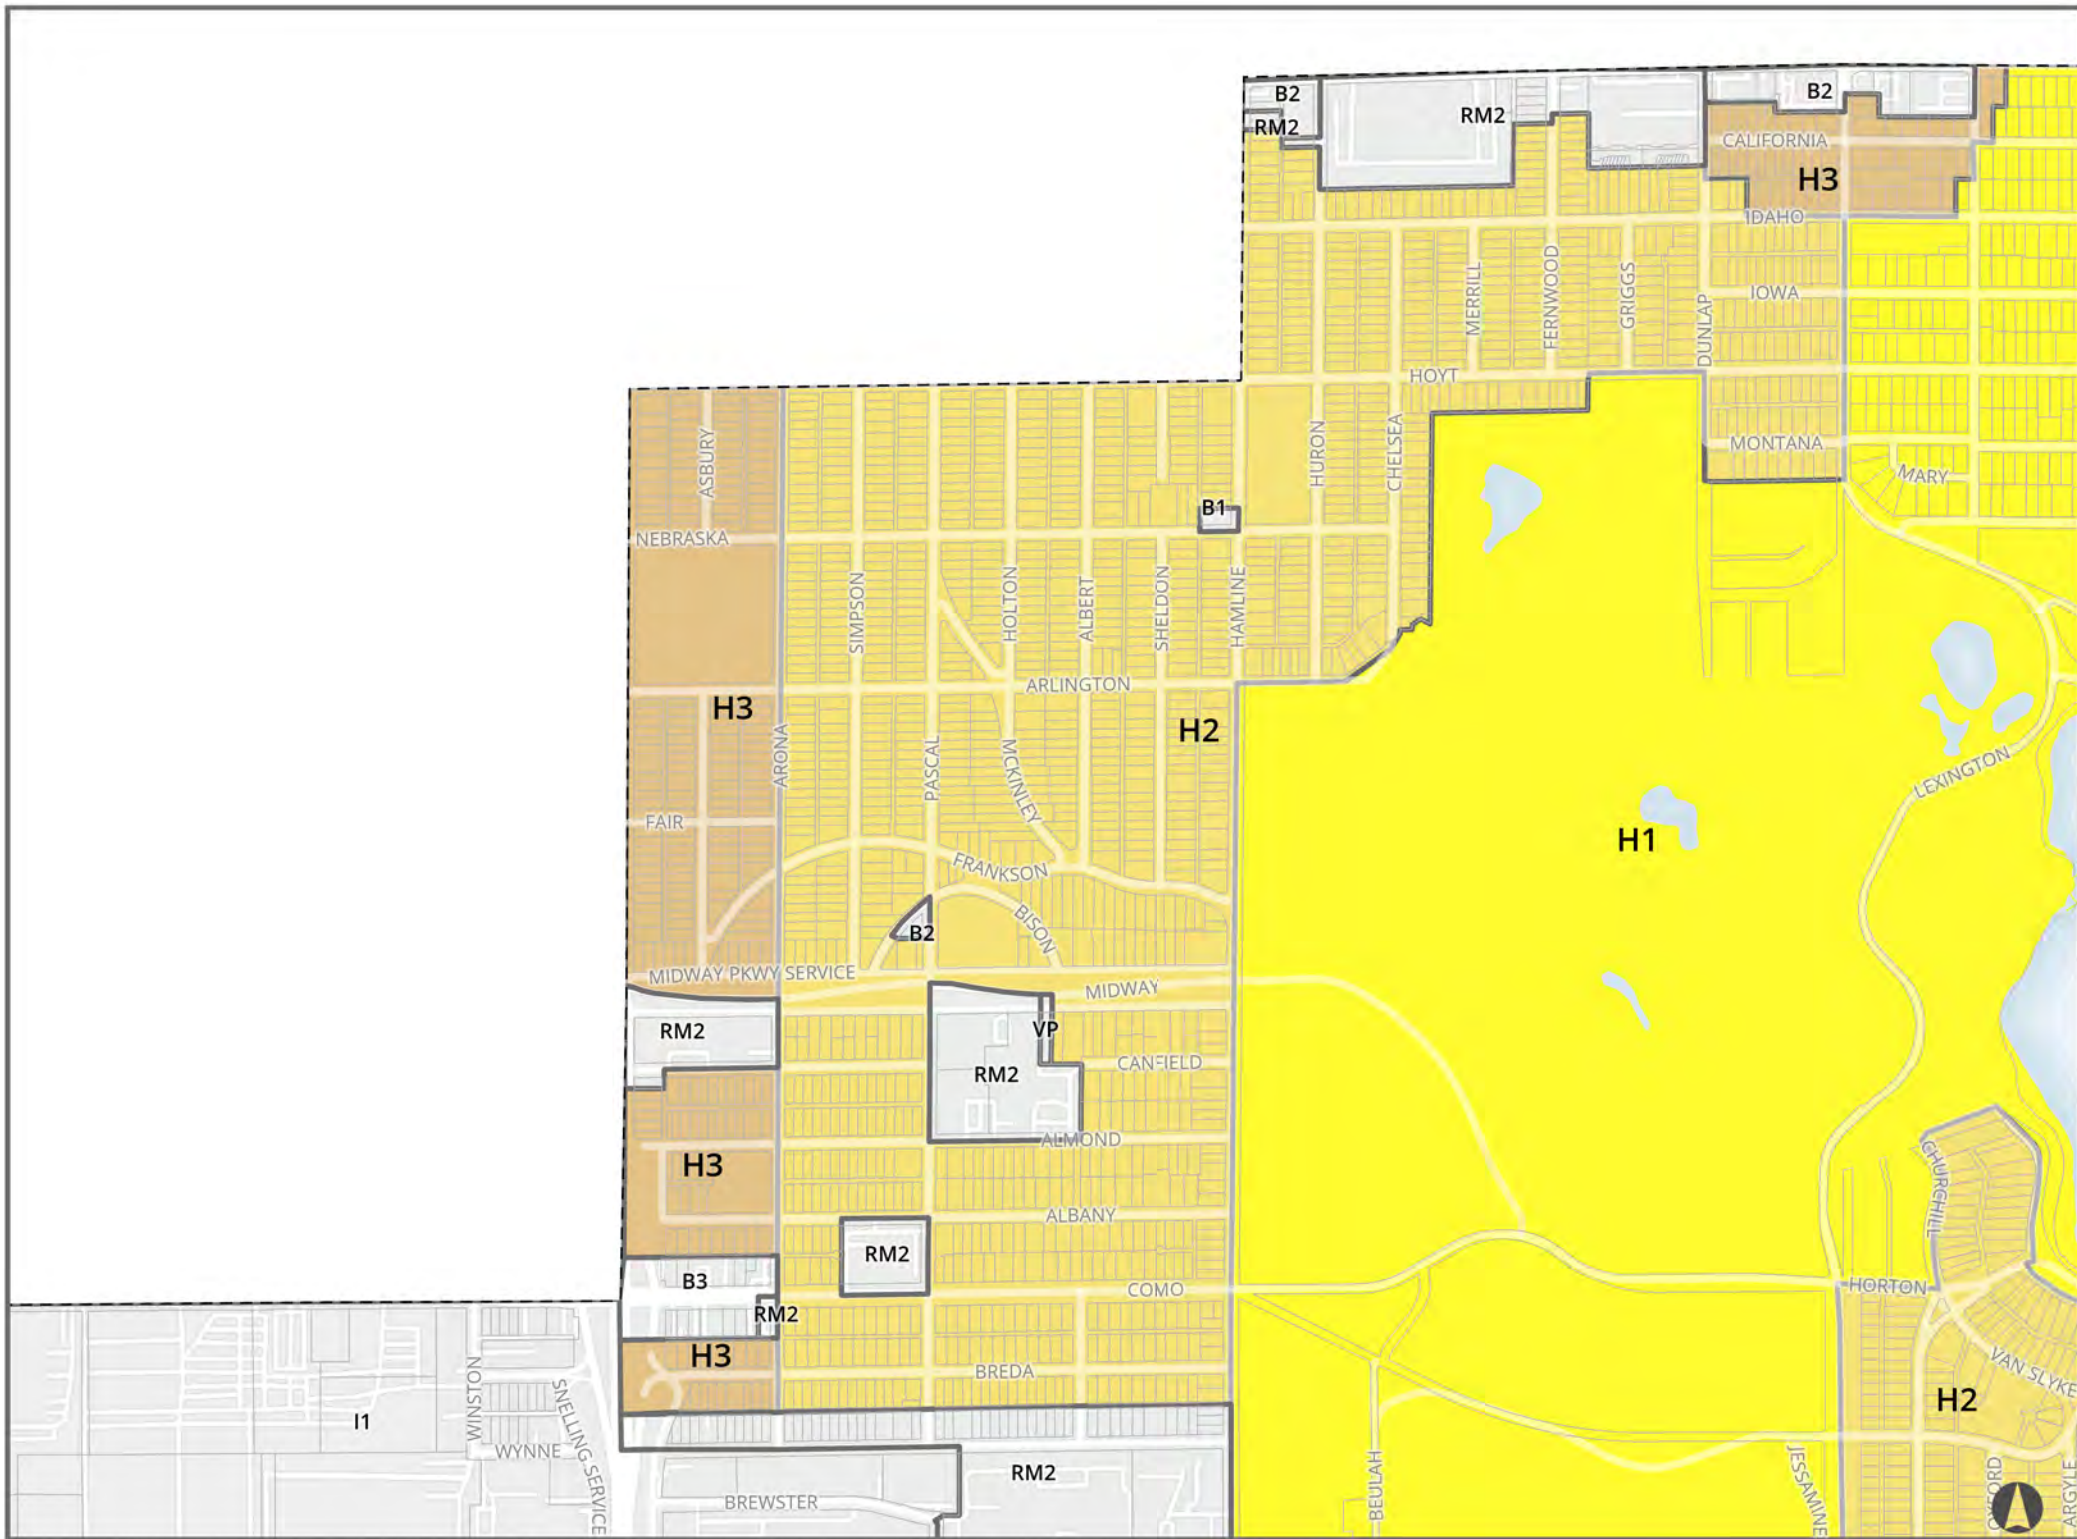 B2
B2
RM2
RM2
CALIFORNIA
H3
IDAHO
MERRILL
FERNWOOD
GRIGGS
DUNLAP
IOWA
HOYT
ASBURY
HURON
CHELSEA
MONTANA
MARY
B1
NEBRASKA
SIMPSON
HOLTON
ALBERT
SHELDON
HAMLINE
ARLINGTON
H3
H2
ARONA
PASCAL
MCKINLEY
LEXINGTON
FAIR
H1
FRANKSON
BISON
B2
MIDWAY PKWY SERVICE
MIDWAY
RM2
VP
RM2
CANFIELD
ALMOND
H3
CHURCHILL
ALBANY
RM2
B3
COMO
HORTON
RM2
H3
BREDA
VAN SLYKE
WINSTON
SNELLING SERVICE
H2
I1
WYNNE
RM2
BEULAH
JESSAMINE
OXFORD
ARGYLE
BREWSTER